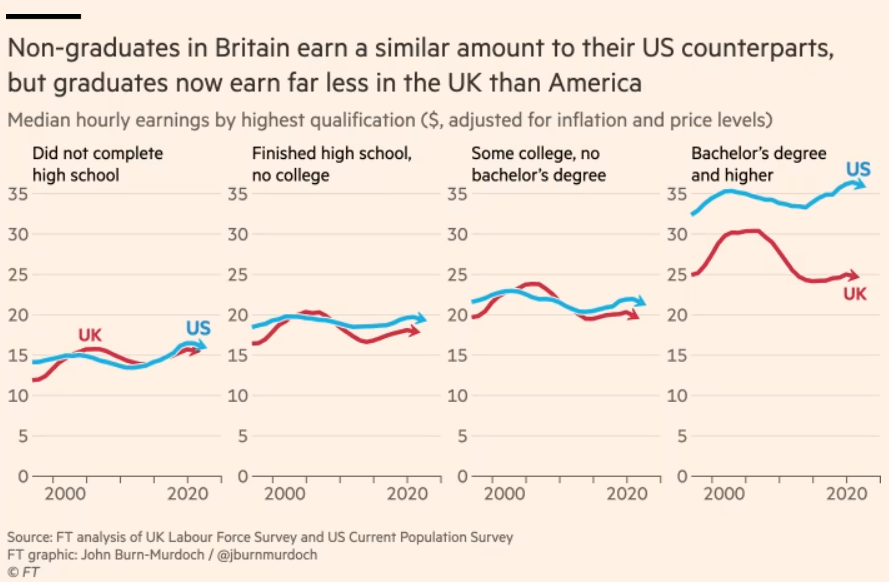 Non-graduates in Britain earn a similar amount to their US counterparts,
but graduates now earn far less in the UK than America
Median hourly earnings by highest qualification ($, adjusted for inflation and price levels)
Did not complete
high school
35
30
25
20
15
10
5
0
UK
US
2000
2020
Finished high school,
no college
35
30
25
20
15
10
5
0
2000
2020
Some college, no
bachelor's degree
35
30
25
20
15
10
5
0
2000
2020
Bachelor's degree
and higher
US
35
30
25
20
15
10
5
0
UK
2000
2020
Source: FT analysis of UK Labour Force Survey and US Current Population Survey
FT graphic: John Burn-Murdoch / @jburnmurdoch
© FT